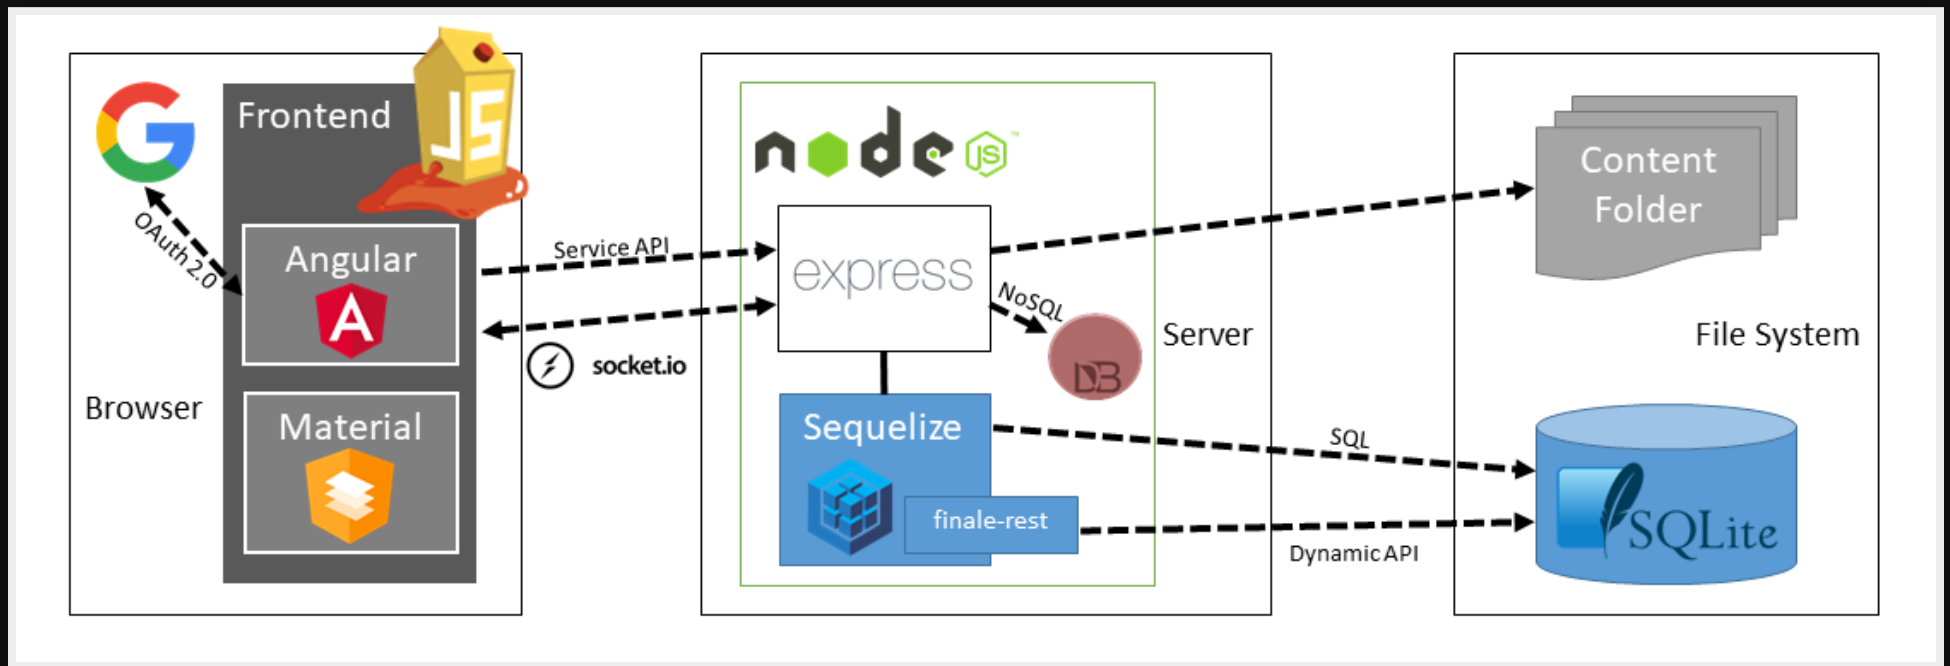 Frontend
JS
OAuth 2.0
Angular
A
Material
Browser
Service API
socket.io
node
JS
™
express
NoSQL
DB
Server
Sequelize
finale-rest
SQL
Dynamic API
Content
Folder
File System
SQLite